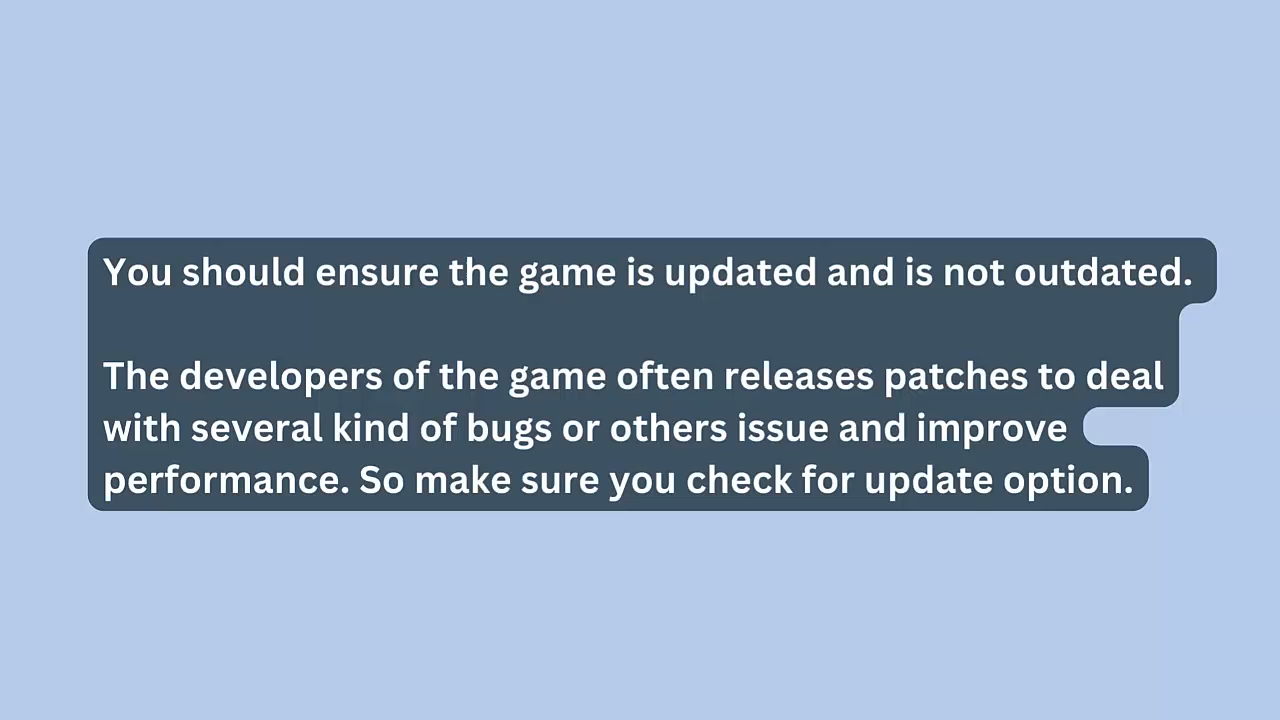 You should ensure the game is updated and is not outdated.
The developers of the game often releases patches to deal
with several kind of bugs or others issue and improve
performance. So make sure you check for update option.